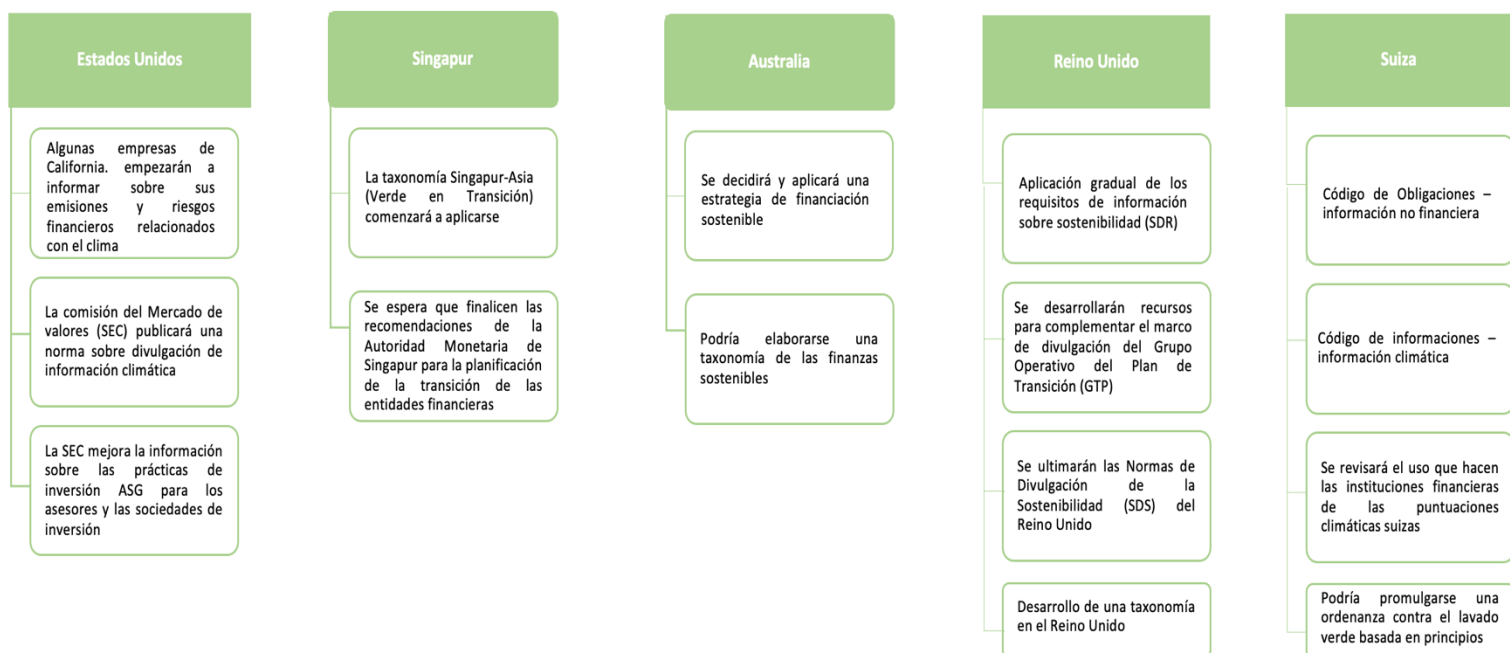 Estados Unidos
Algunas empresas de
California. empezarán a
informar sobre sus
emisiones y riesgos
financieros relacionados
con el clima
La comisión del Mercado de
valores (SEC) publicará una
norma sobre divulgación de
información climática
La SEC mejora la información
sobre las prácticas de
inversión ASG para los
asesores y las sociedades de
inversión
Singapur
La taxonomía Singapur-Asia
(Verde en Transición)
comenzará a aplicarse
Se espera que finalicen las
recomendaciones de la
Autoridad Monetaria de
Singapur para la planificación
de la transición de las
entidades financieras
Australia
Se decidirá y aplicará una
estrategia de financiación
sostenible
Podría elaborarse una
taxonomía de las finanzas
sostenibles
Reino Unido
Aplicación gradual de los
requisitos de información
sobre sostenibilidad (SDR)
Se desarrollarán recursos
para complementar el marco
de divulgación del Grupo
Operativo del Plan de
Transición (GTP)
Se ultimarán las Normas de
Divulgación de la
Sostenibilidad (SDS) del
Reino Unido
Desarrollo de una taxonomía
en el Reino Unido
Suiza
Código de Obligaciones –
información no financiera
Código de informaciones –
información climática
Se revisará el uso que hacen
las instituciones financieras
de las puntuaciones
climáticas suizas
Podría promulgarse una
ordenanza contra el lavado
verde basada en principios